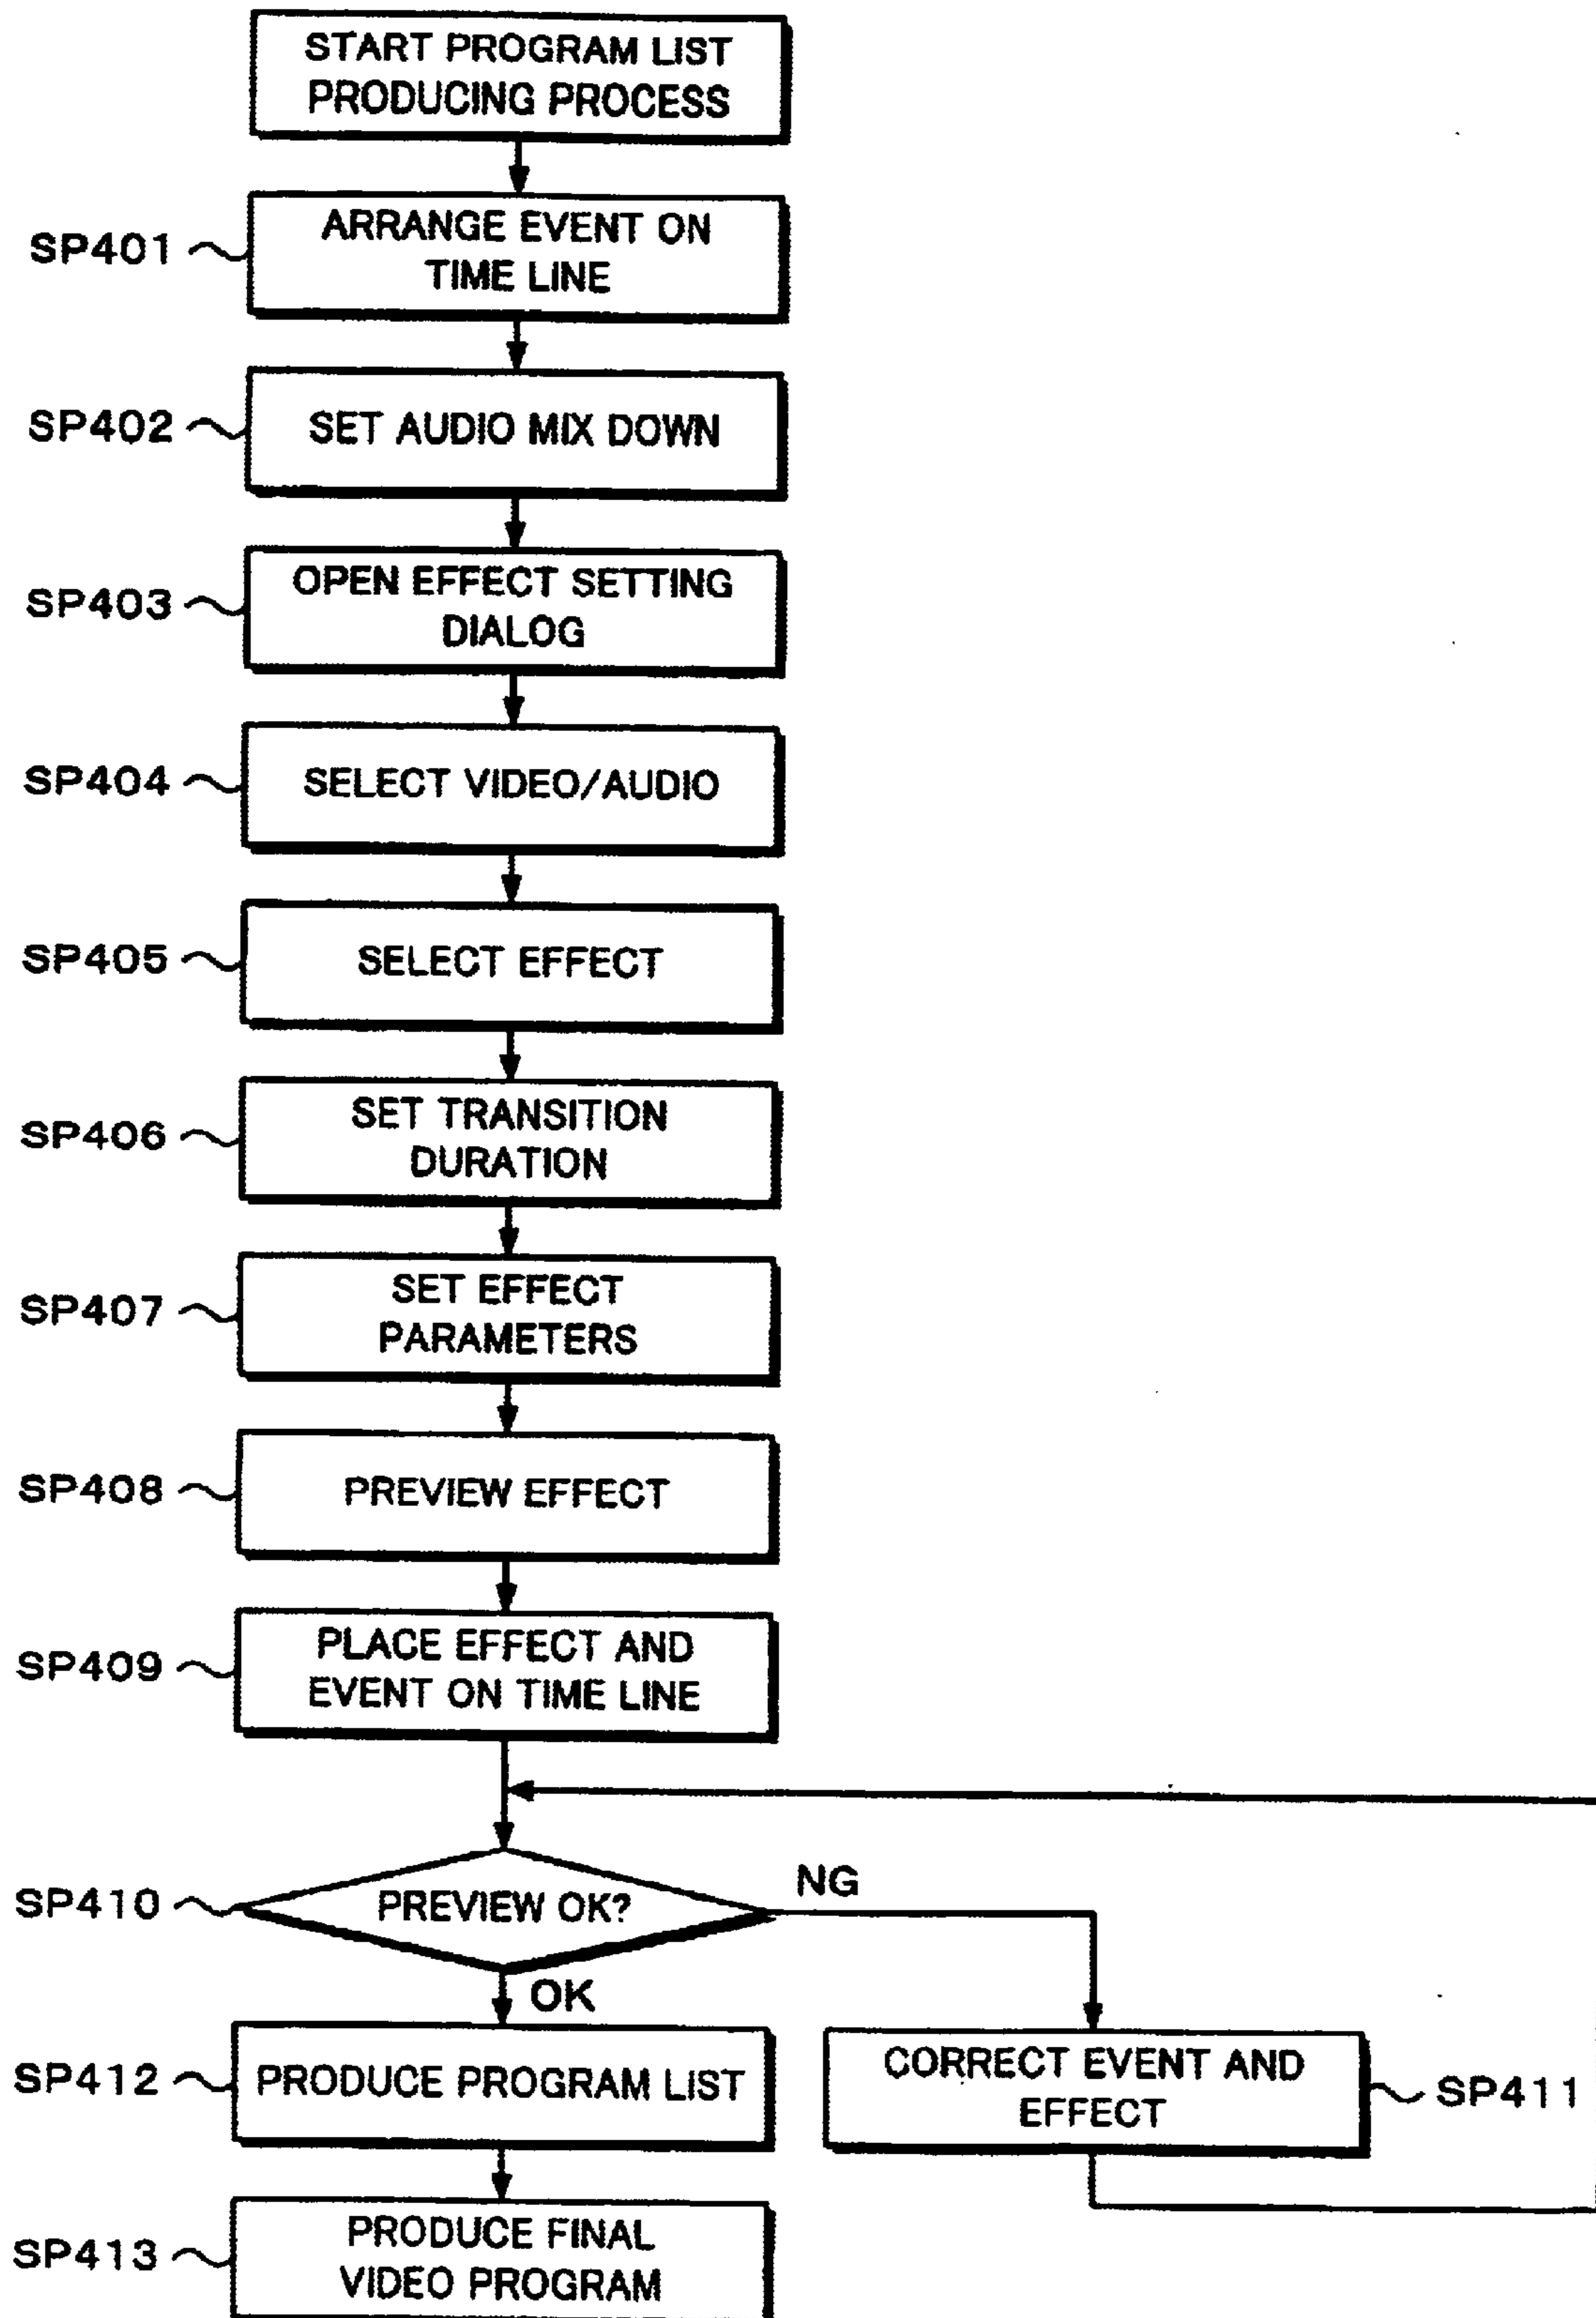 START PROGRAM LIST
PRODUCING PROCESS
SP401
ARRANGE EVENT ON
TIME LINE
SP402
SET AUDIO MIX DOWN
SP403
OPEN EFFECT SETTING
DIALOG
SP404
SELECT VIDEO/AUDIO
SP405
SELECT EFFECT
SP406
SET TRANSITION
DURATION
SP407
SET EFFECT
PARAMETERS
SP408
PREVIEW EFFECT
SP409
PLACE EFFECT AND
EVENT ON TIME LINE
SP410
PREVIEW OK?
NG
OK
SP412
PRODUCE PROGRAM LIST
CORRECT EVENT AND
EFFECT
SP411
SP413
PRODUCE FINAL
VIDEO PROGRAM